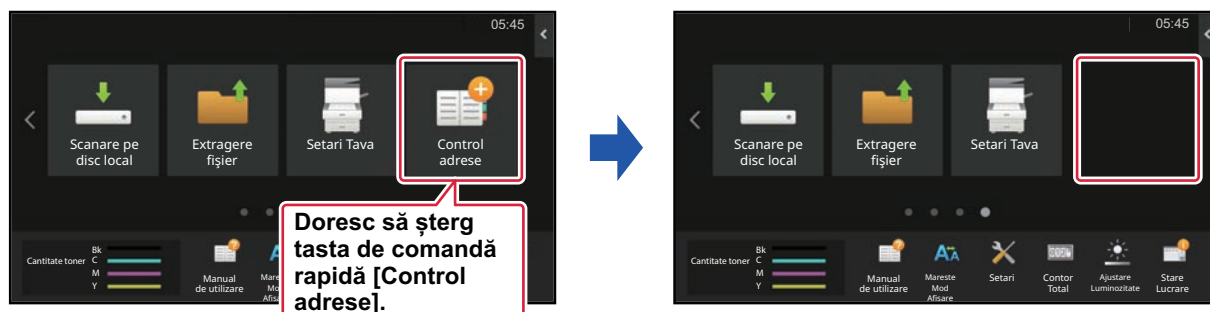 05:45
Scanare pe
disc local
Extragere
fişier
Setari Tava
Control
adrese
Doresc să șterg
tasta de comandă
rapidă [Control
adrese].
Cantitate toner
Bk
C
M
Y
Manual
de utilizare
05:45
Scanare pe
disc local
Extragere
fişier
Setari Tava
Cantitate toner
Bk
C
M
Y
Manual
de utilizare
Mareste
Mod
Afisare
Setari
Contor
Total
Ajustare
Luminozitate
Stare
Lucrare